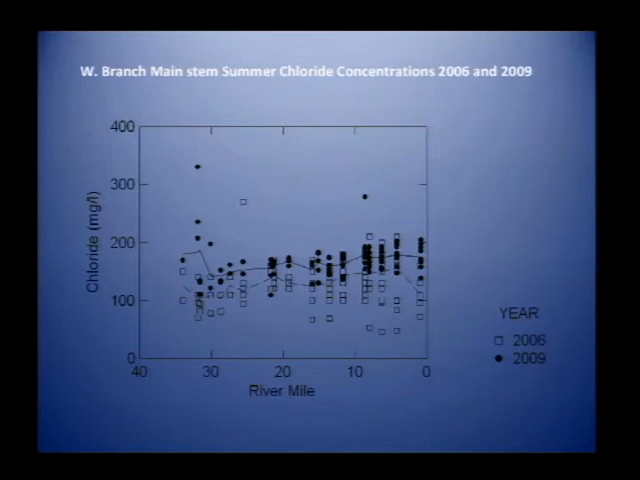 W. Branch Main stem Summer Chloride Concentrations 2006 and 2009
400
300
200
100
0
Chloride (mg/l)
40 30 20 10 0
River Mile
YEAR
2006
2009